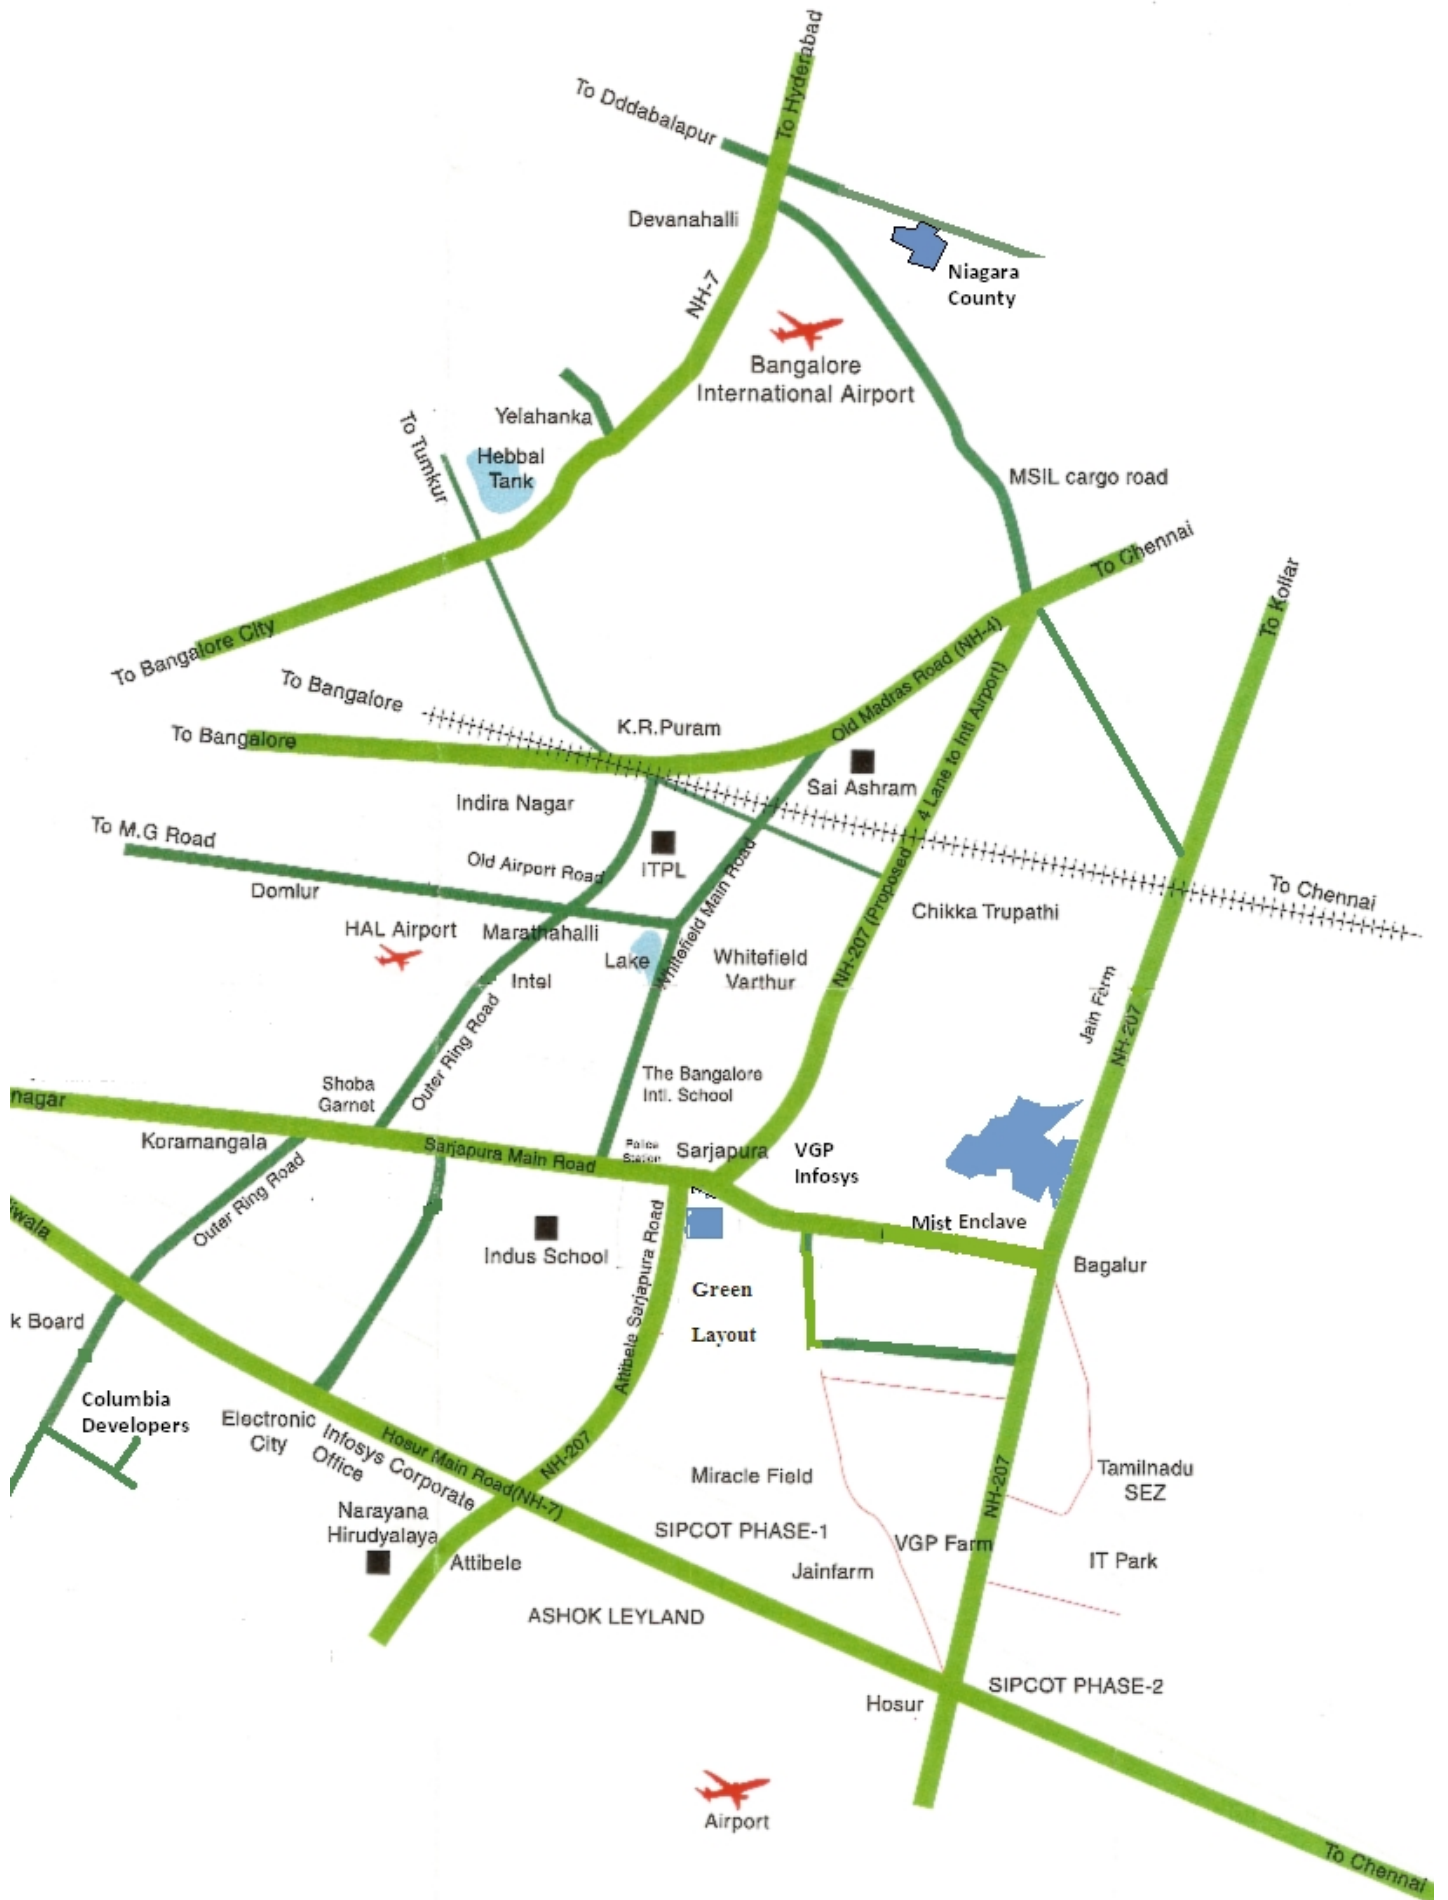 To Hyderabad
To Dddabalapur
Devanahalli
NH-7
Niagara
County
Bangalore
International Airport
Yelahanka
To Tumkur
Hebbal
Tank
MSIL cargo road
To Chennai
To Kollar
To Bangalore City
To Bangalore
To Bangalore
K.R.Puram
Old Madras Road (NH-4)
Sai Ashram
NH-207 (Proposed 4 Lane to Intl Airport)
Indira Nagar
To M.G Road
Old Airport Road
ITPL
Whitefield Main Road
Domlur
To Chennai
HAL Airport
Marathahalli
Chikka Trupathi
Lake
Whitefield
Varthur
Intel
Jain Ferm
NH-207
Outer Ring Road
Shoba
Garnet
The Bangalore
Intl. School
nagar
Koramangala
Sarjapura Main Road
Police
Station
Sarjapura
VGP
Infosys
Outer Ring Road
iwala
Indus School
Attibele Sarjapura Road
Mist Enclave
Bagalur
Green
Layout
k Board
Columbia
Developers
Electronic
City
Infosys Corporate
Office
Hosur Main Road(NH-7)
NH-207
Miracle Field
NH-207
Tamilnadu
SEZ
Narayana
Hirudyalaya
SIPCOT PHASE-1
VGP Farm
Jainfarm
IT Park
Attibele
ASHOK LEYLAND
SIPCOT PHASE-2
Hosur
Airport
To Chennai